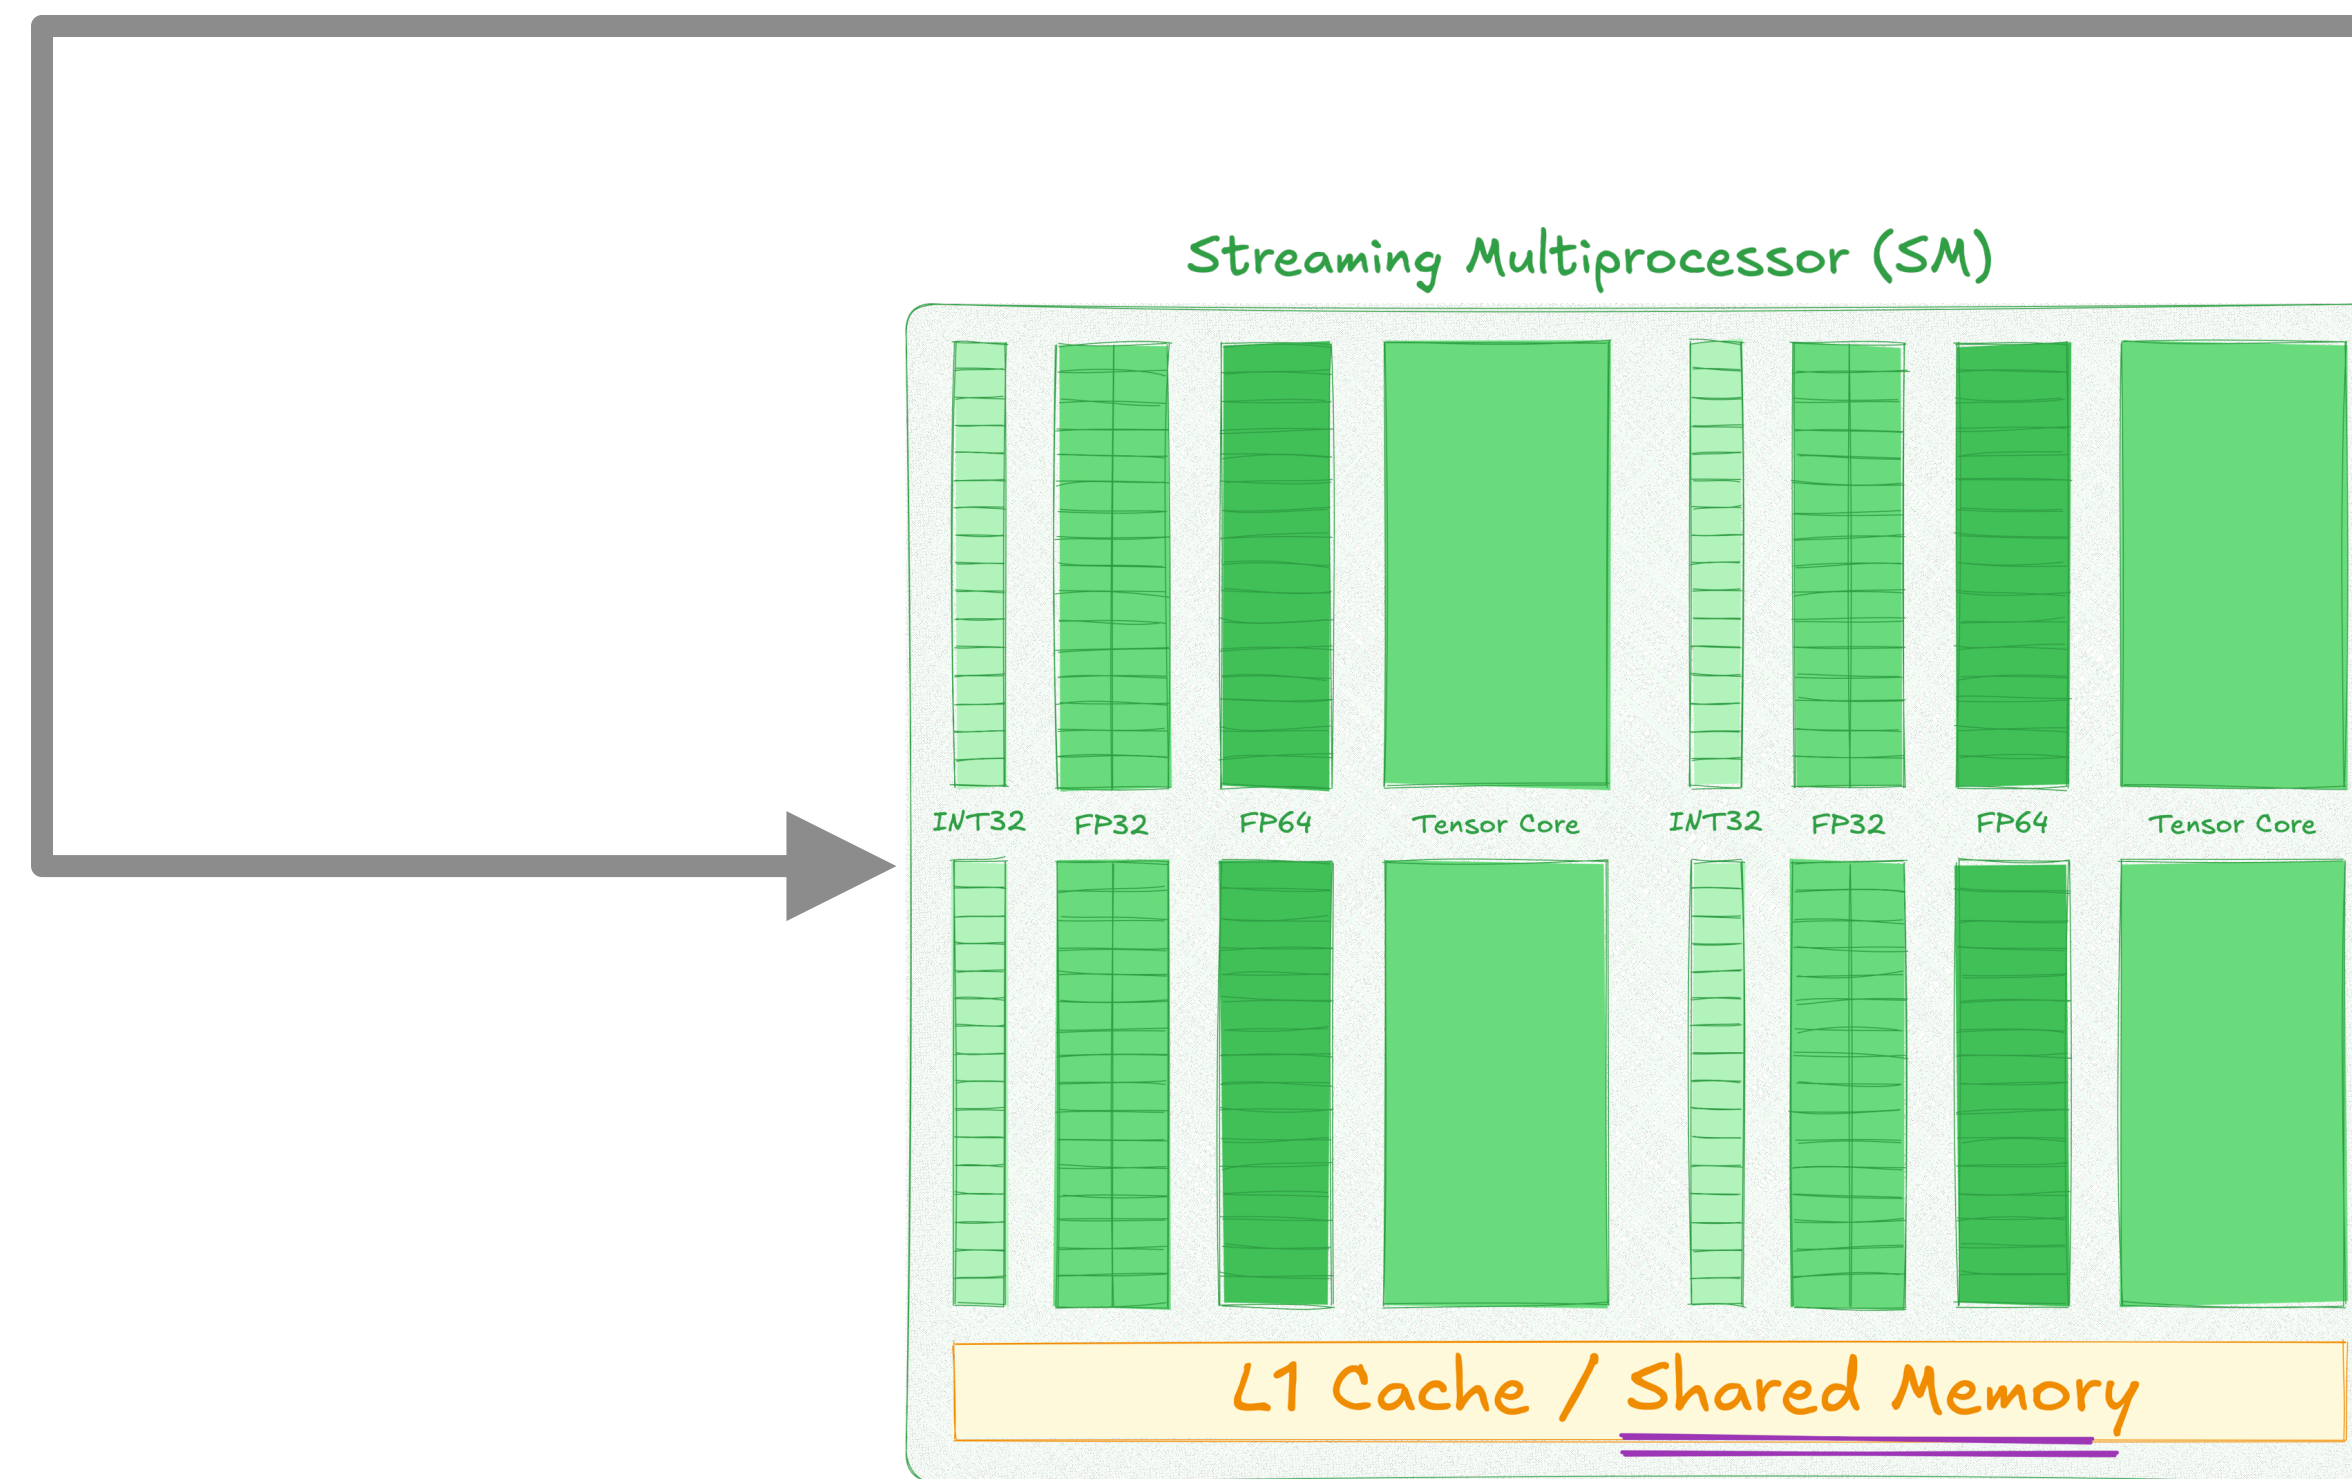 Streaming Multiprocessor (SM)
INT32 FP32 FP64 Tensor Core INT32 FP32 FP64 Tensor Core
L1 Cache / Shared Memory